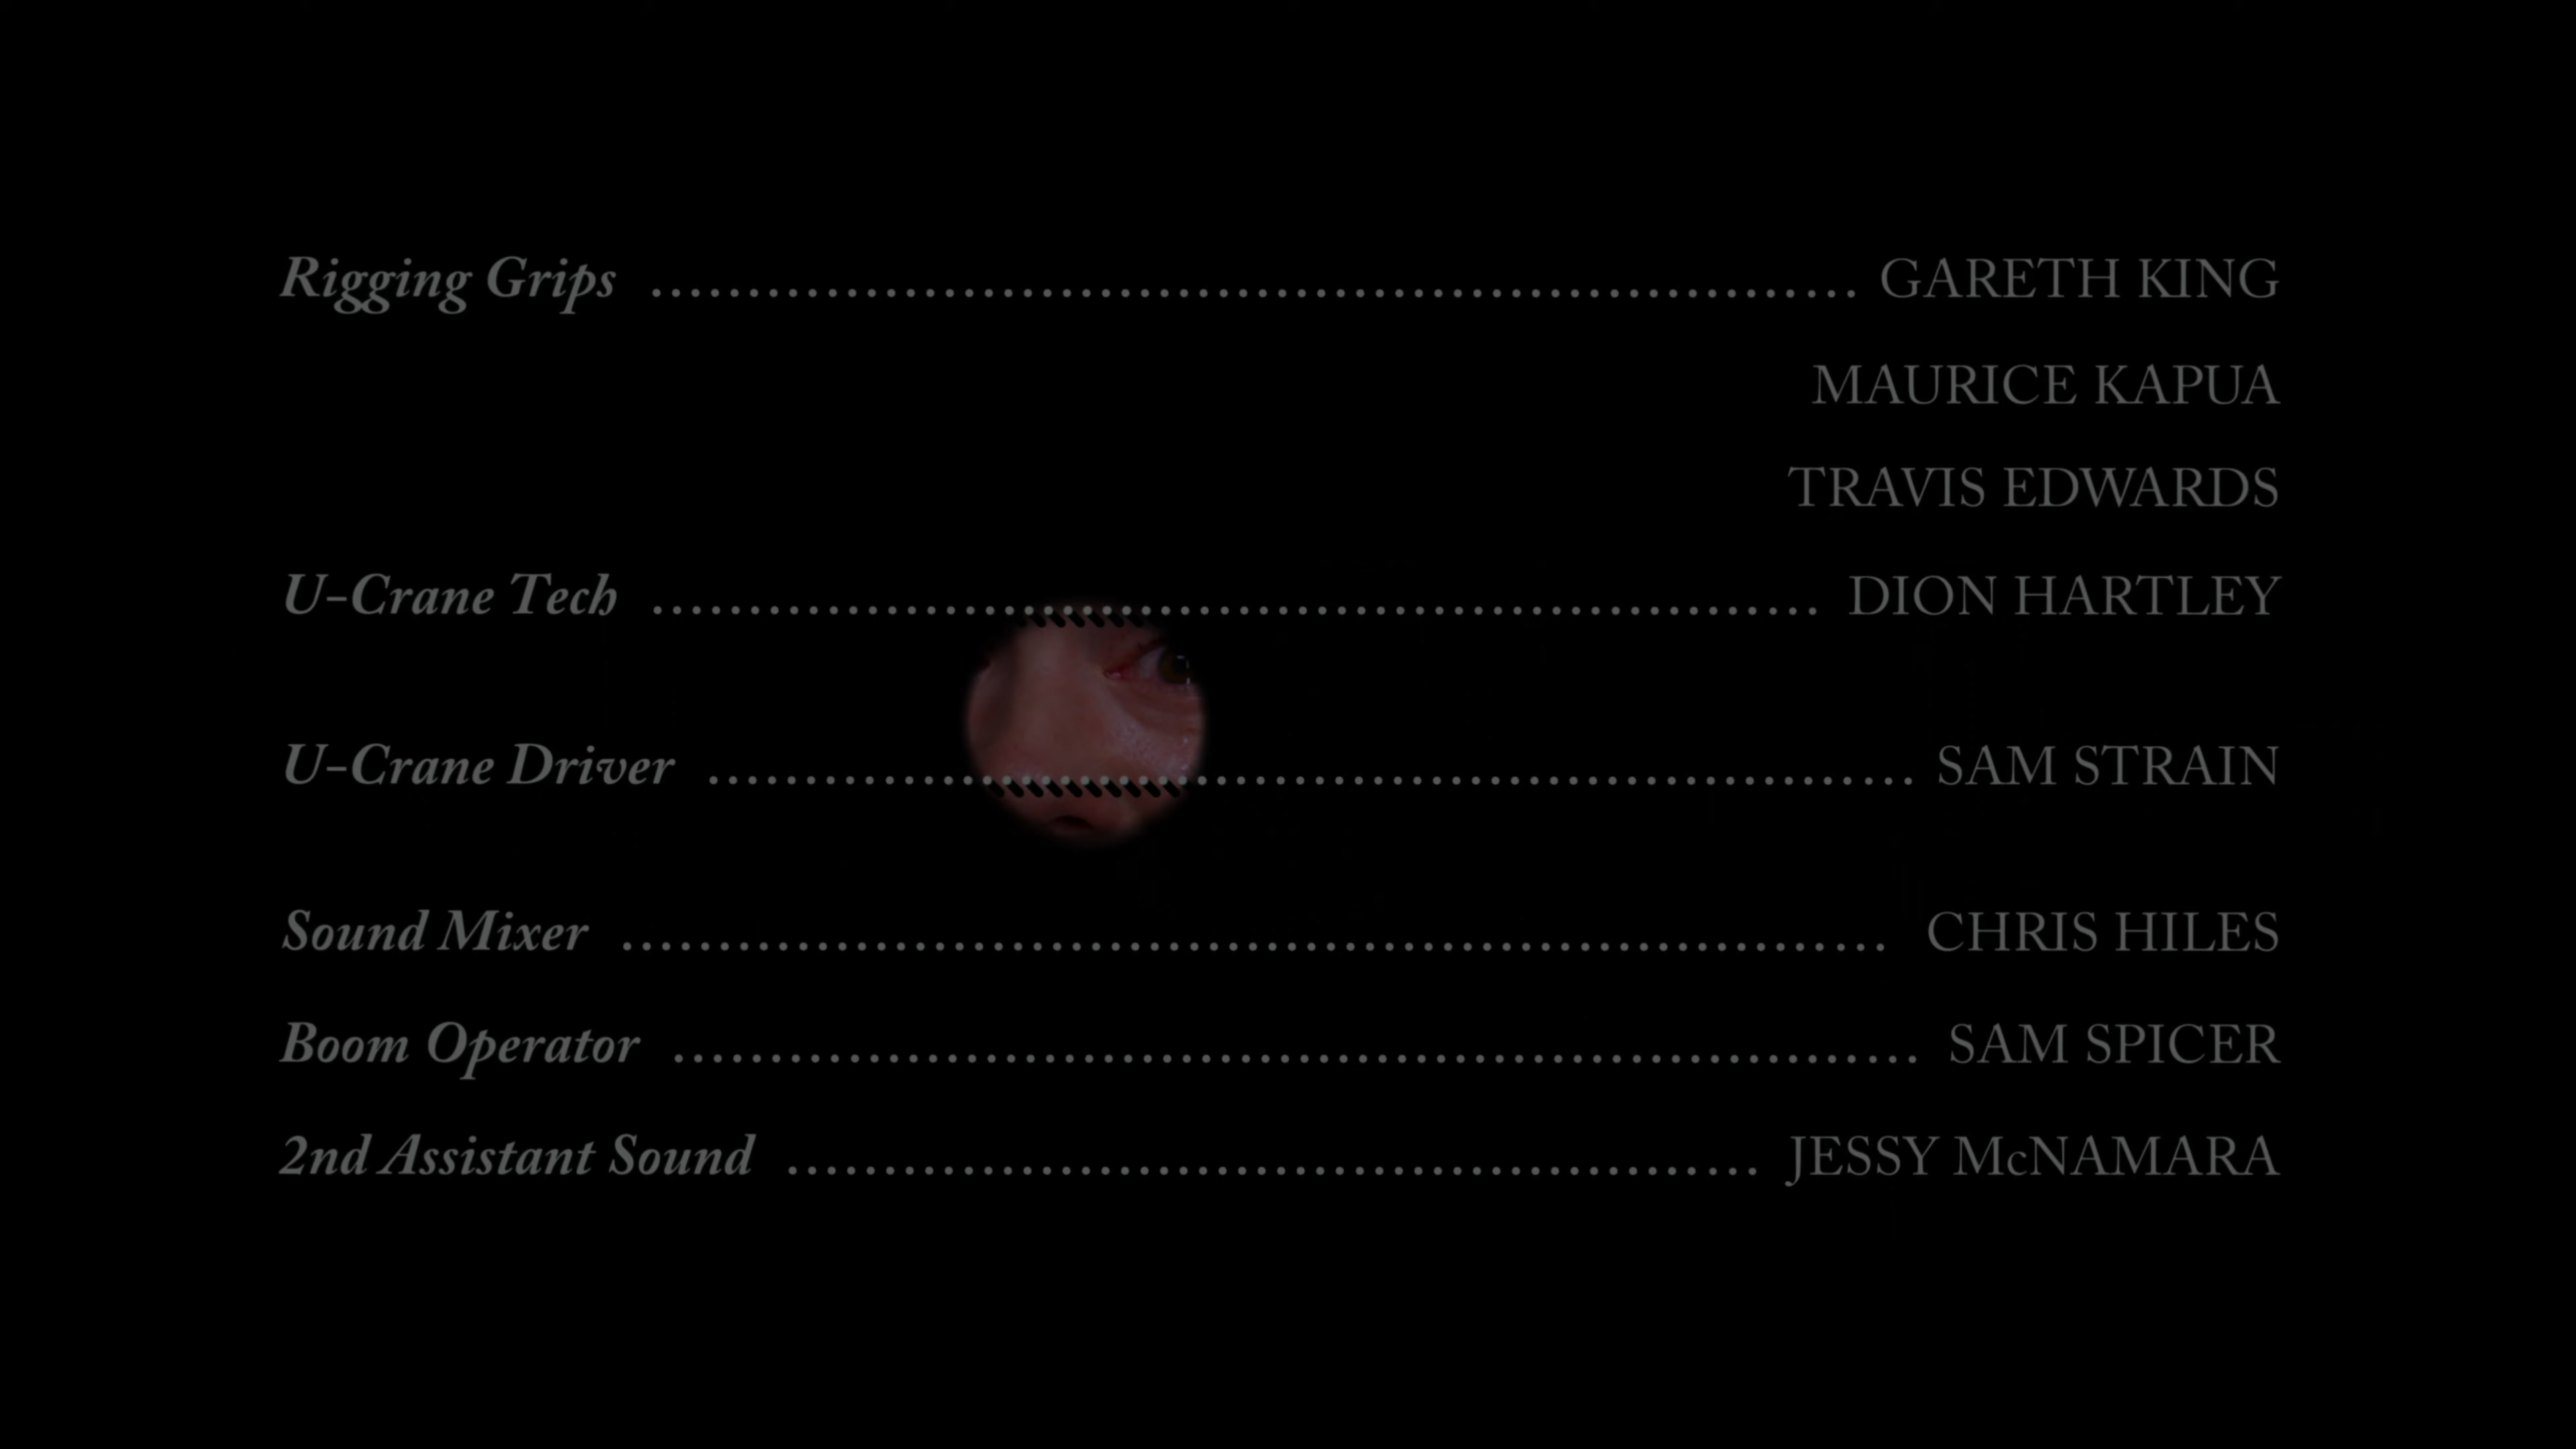 Rigging Grips ............................................................. GARETH KING
MAURICE KAPUA
TRAVIS EDWARDS
U-Crane Tech ............................................................ DION HARTLEY
U-Crane Driver ............................................................. SAM STRAIN
Sound Mixer ................................................................. CHRIS HILES
Boom Operator ................................................................ SAM SPICER
2nd Assistant Sound .................................................. JESSY McNAMARA